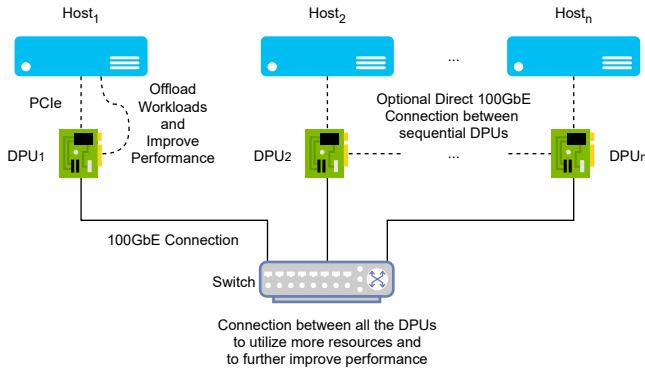 Host1
Host2
Hostn
...
PCIe
Offload
Workloads
and
Improve
Performance
Optional Direct 100GbE
Connection between
sequential DPUs
DPU1
DPU2
...
DPUn
100GbE Connection
Switch
Connection between all the DPUs
to utilize more resources and
to further improve performance